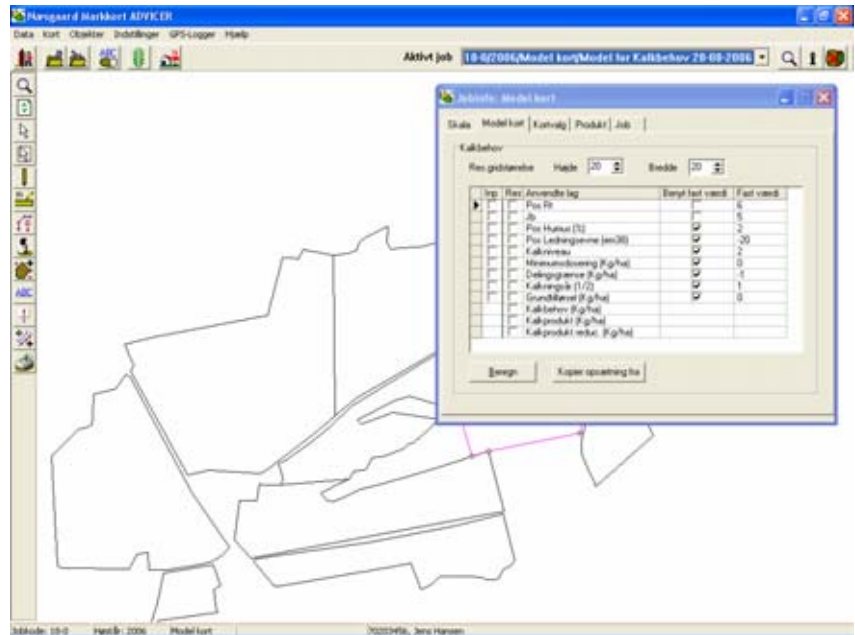 Næsgaard Markkort ADVICER
Data Kort Objekter Indstillinger GPS-Logger Hjælp
Aktivt job 10-0/2006/Model kort/Model for Kalkbehov 28-08-2006
Jobinfo: Model kort
Skala Model kort Kortvalg Produkt Job
Kalkbehov
Res.gridstørrelse Højde 20 Bredde 20
Inp Res Anvendte lag Benyt fast værdi Fast værdi
Pos Rt 6
Jb 5
Pos Humus (%) 2
Pos Ledningsevne (em38) -20
Kalkniveau 2
Minimumsdosering (Kg/ha) 0
Delingsgrænse (Kg/ha) -1
Kalkningsår (1/2) 1
Grundtilførsel (Kg/ha) 0
Kalkbehov (Kg/ha)
Kalkprodukt (Kg/ha)
Kalkprodukt reduc. (Kg/ha)
Beregn Kopier opsætning fra
ABC
Jobkode: 10-0 Høstår: 2006 Model kort 70203456, Jens Hansen